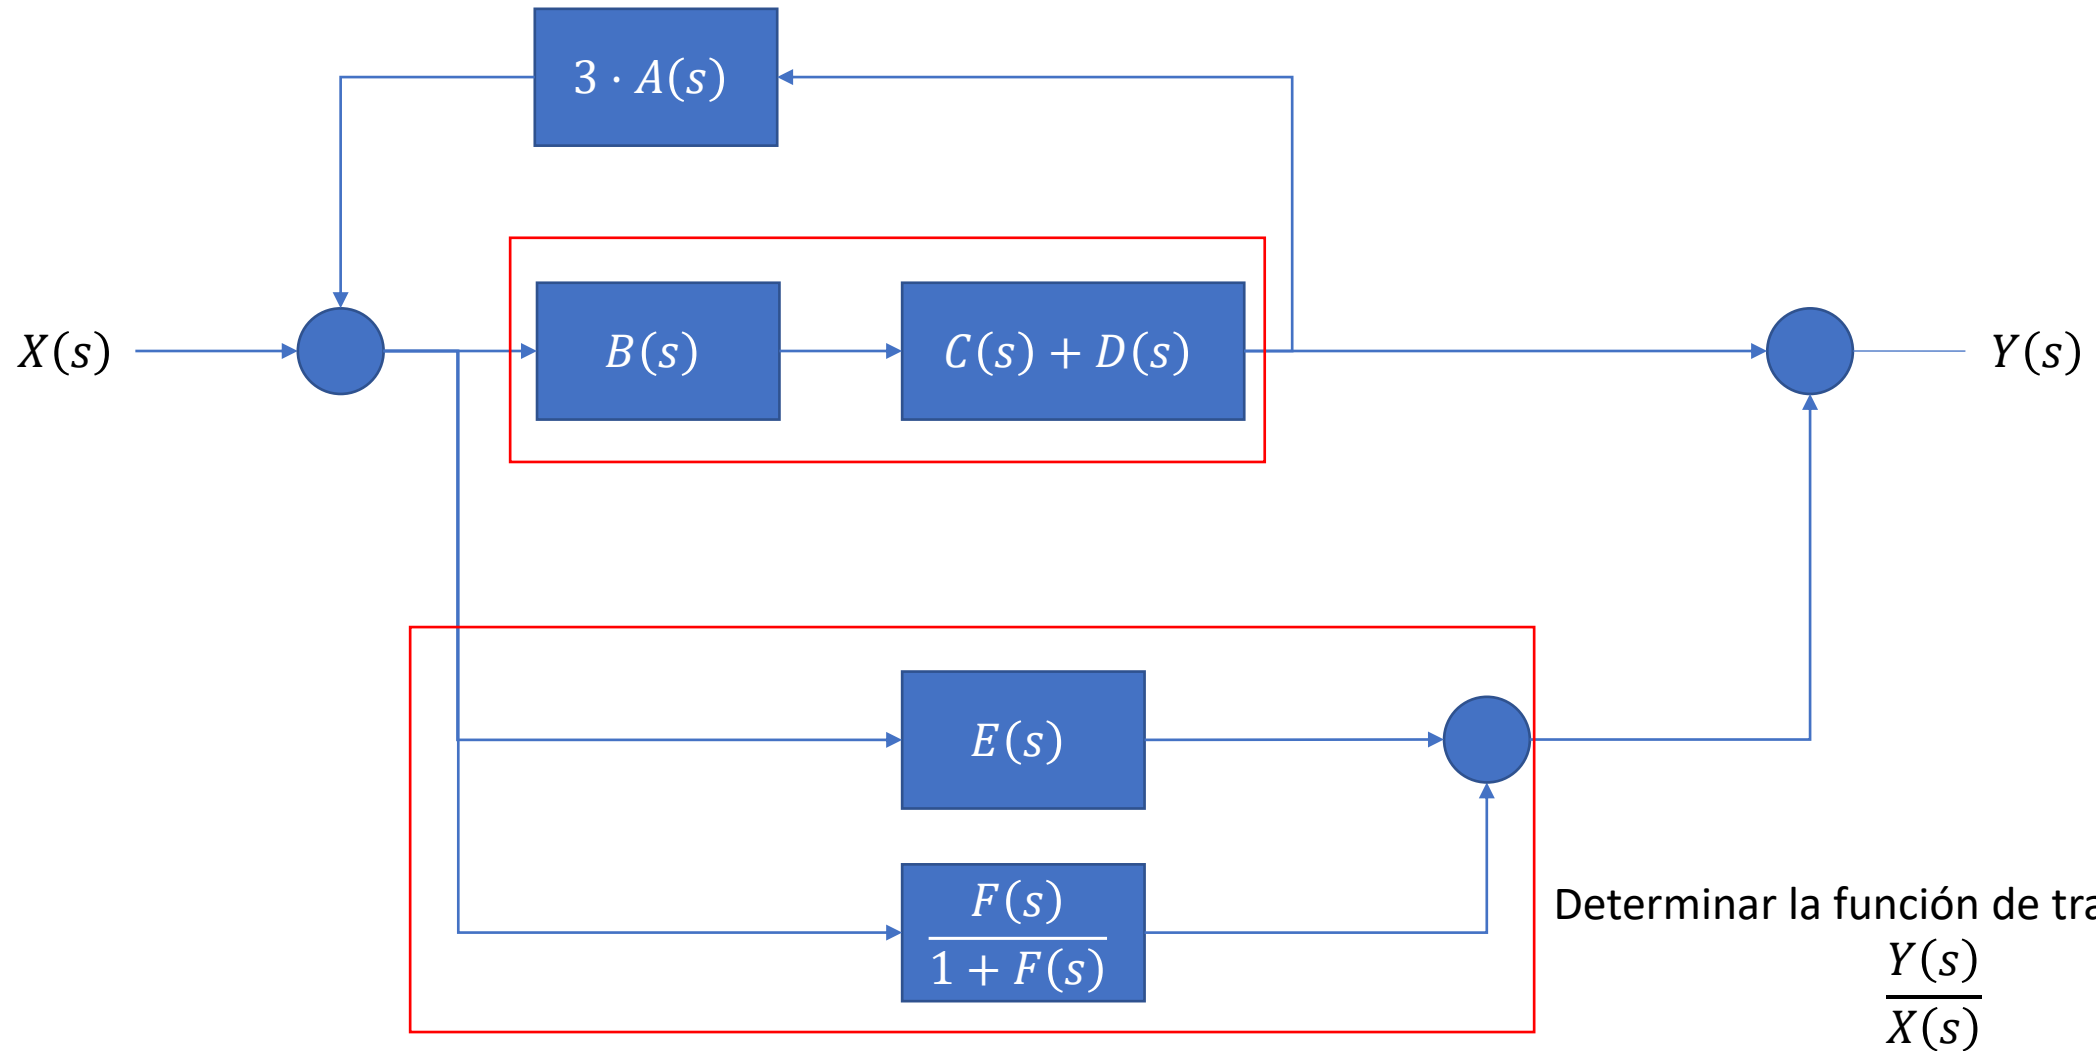 3 · A(s)
X(s)
B(s)
C(s) + D(s)
Y(s)
E(s)
F(s)
1 + F(s)
Determinar la función de tra
Y(s)
X(s)